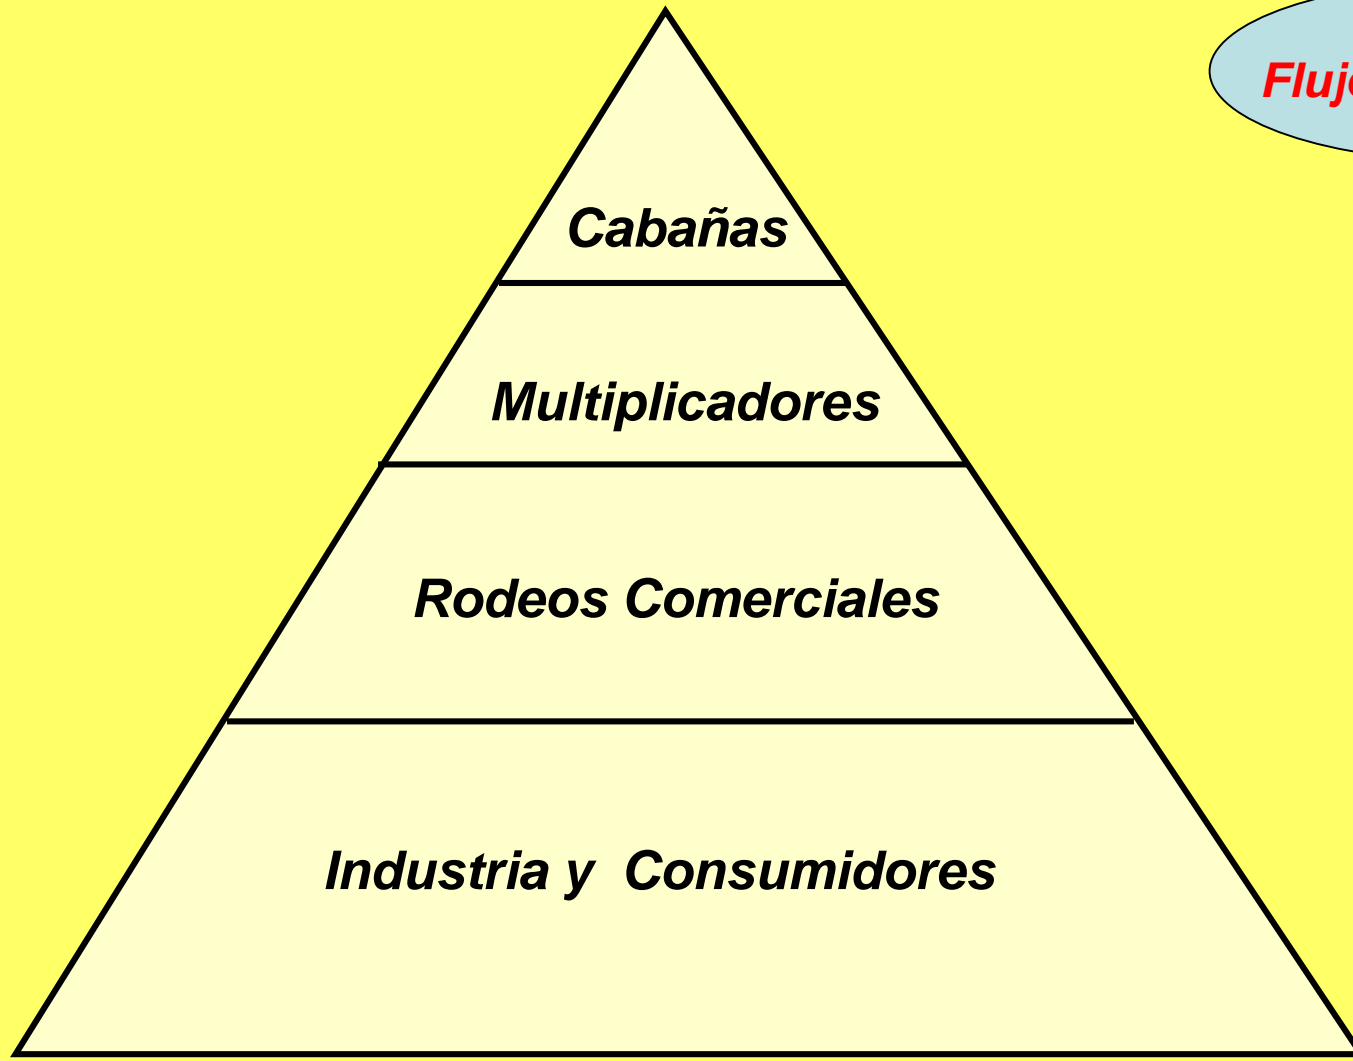 Cabañas
Multiplicadores
Rodeos Comerciales
Industria y Consumidores